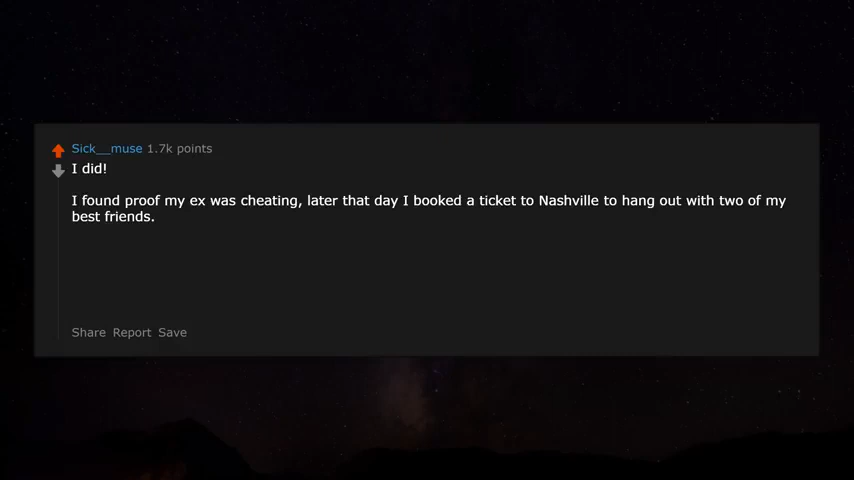 Sick__muse 1.7k points
I did!
I found proof my ex was cheating, later that day I booked a ticket to Nashville to hang out with two of my
best friends.
Share Report Save